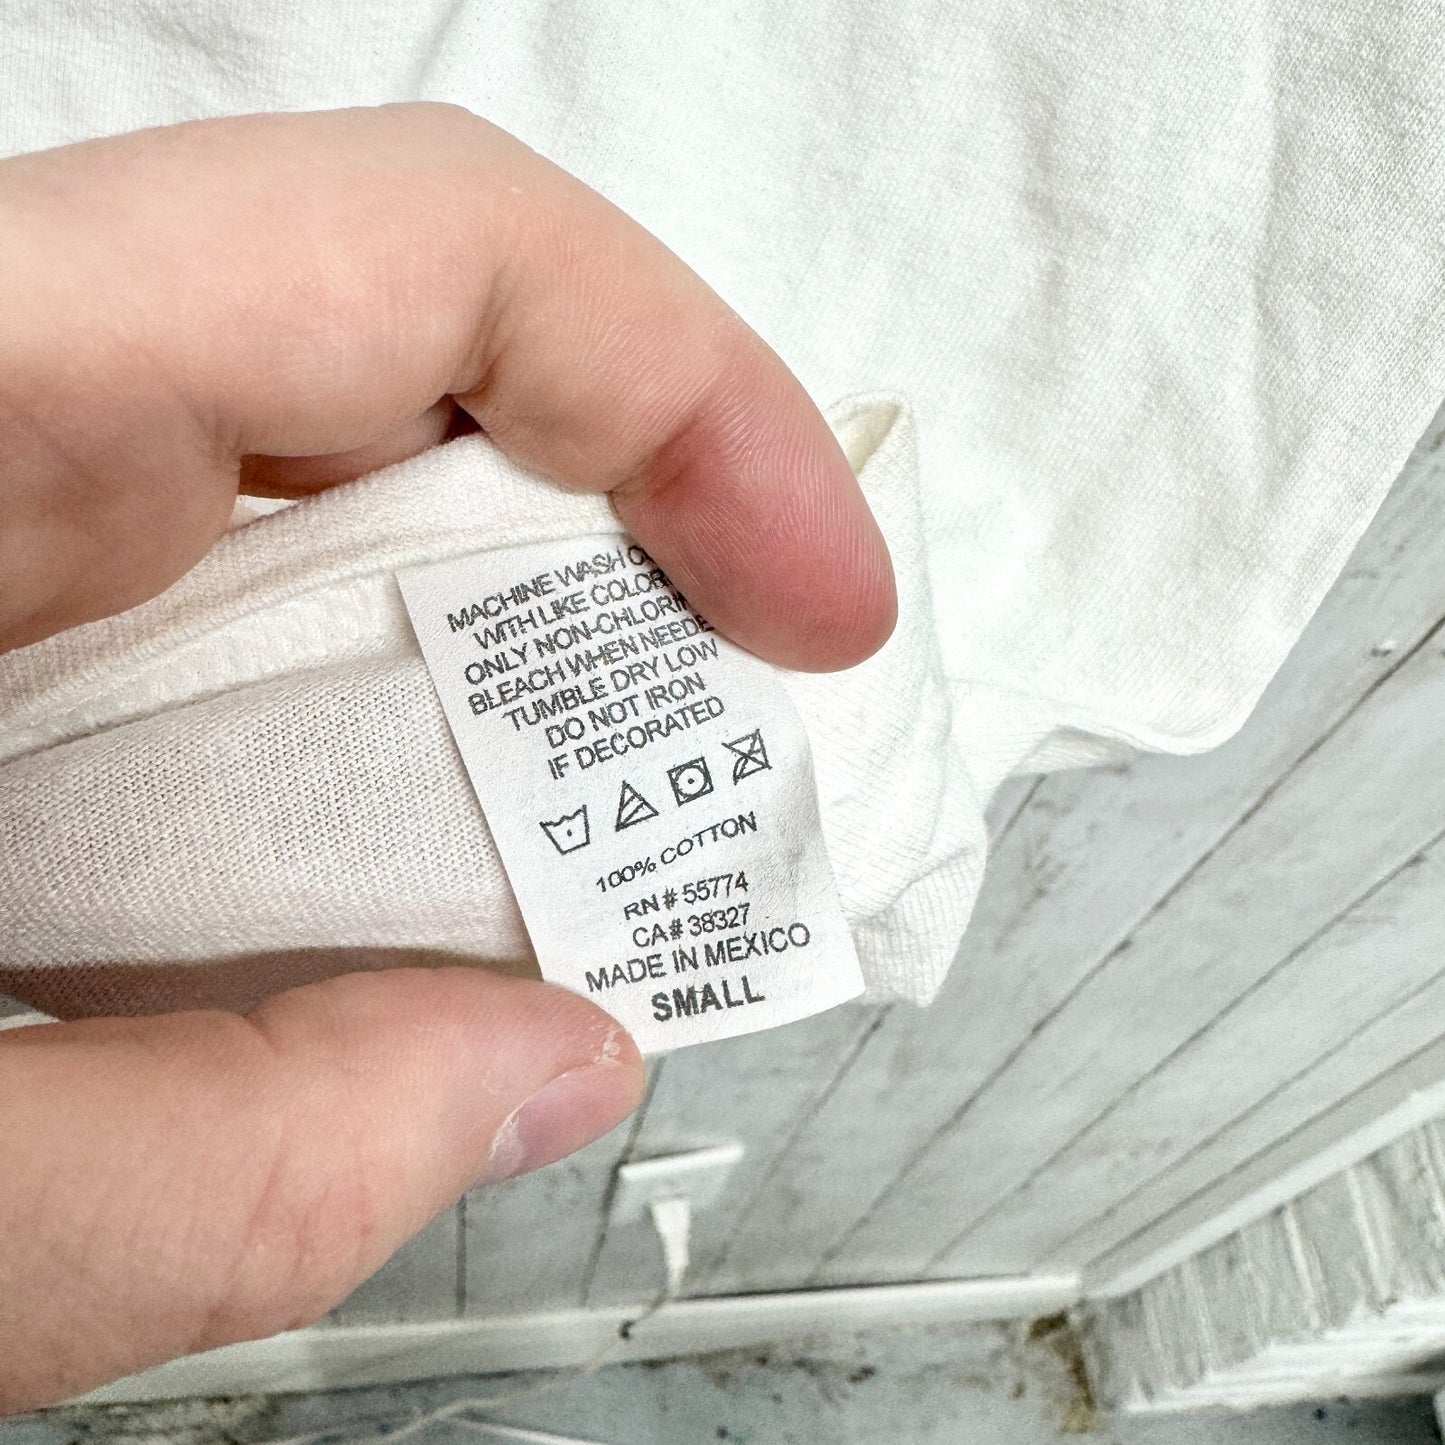 MACHINE WASH
WITH LIKE COLOR
ONLY NON-CHLORIN
BLEACH WHEN NEEDE
TUMBLE DRY LOW
DO NOT IRON
IF DECORATED
100% COTTON
RN # 55774
CA# 38327
MADE IN MEXICO
SMALL